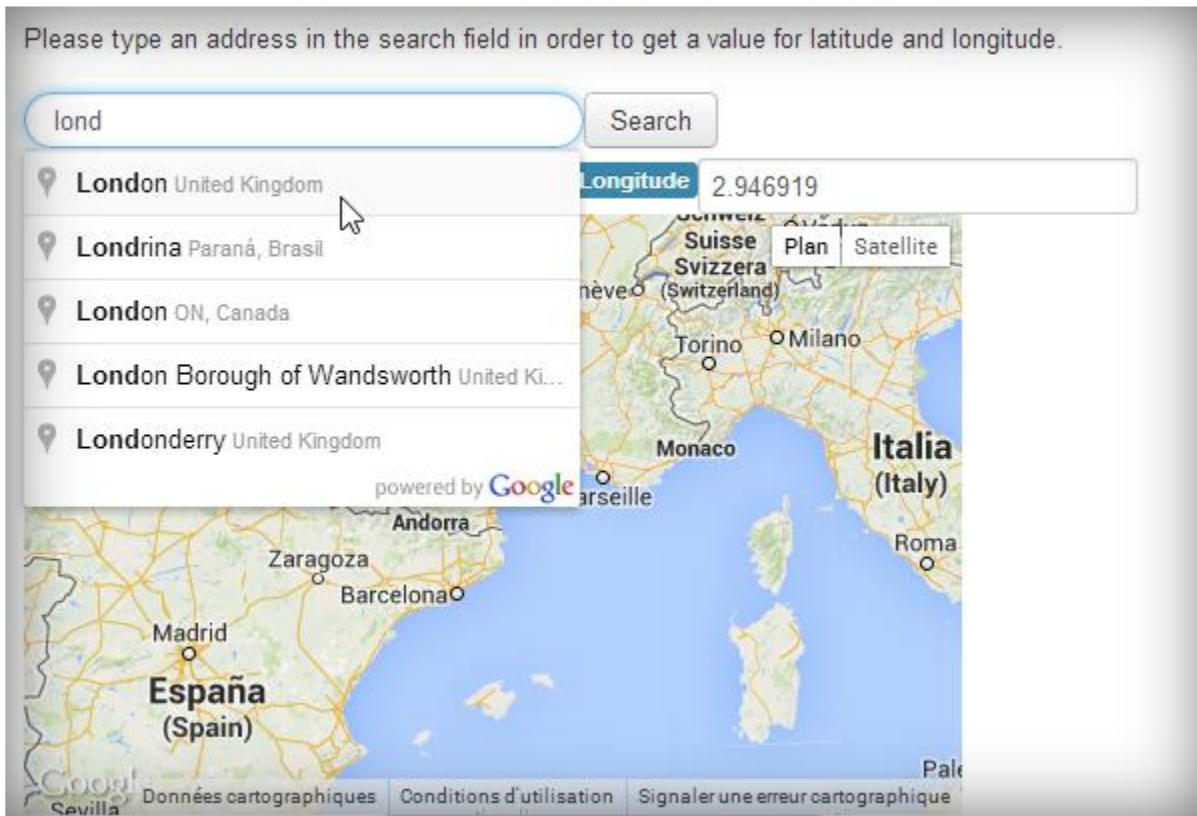 Please type an address in the search field in order to get a value for latitude and longitude.
lond
Search
London United Kingdom
Longitude
2.946919
Londrina Paraná, Brasil
London ON, Canada
London Borough of Wandsworth United Ki...
Londonderry United Kingdom
powered by Google
Suisse
Svizzera
(Switzerland)
Plan
Satellite
Torino
Milano
Monaco
Italia
(Italy)
arseille
Andorra
Roma
Zaragoza
Barcelona
Madrid
España
(Spain)
Sevilla
Données cartographiques
Conditions d'utilisation
Signaler une erreur cartographique